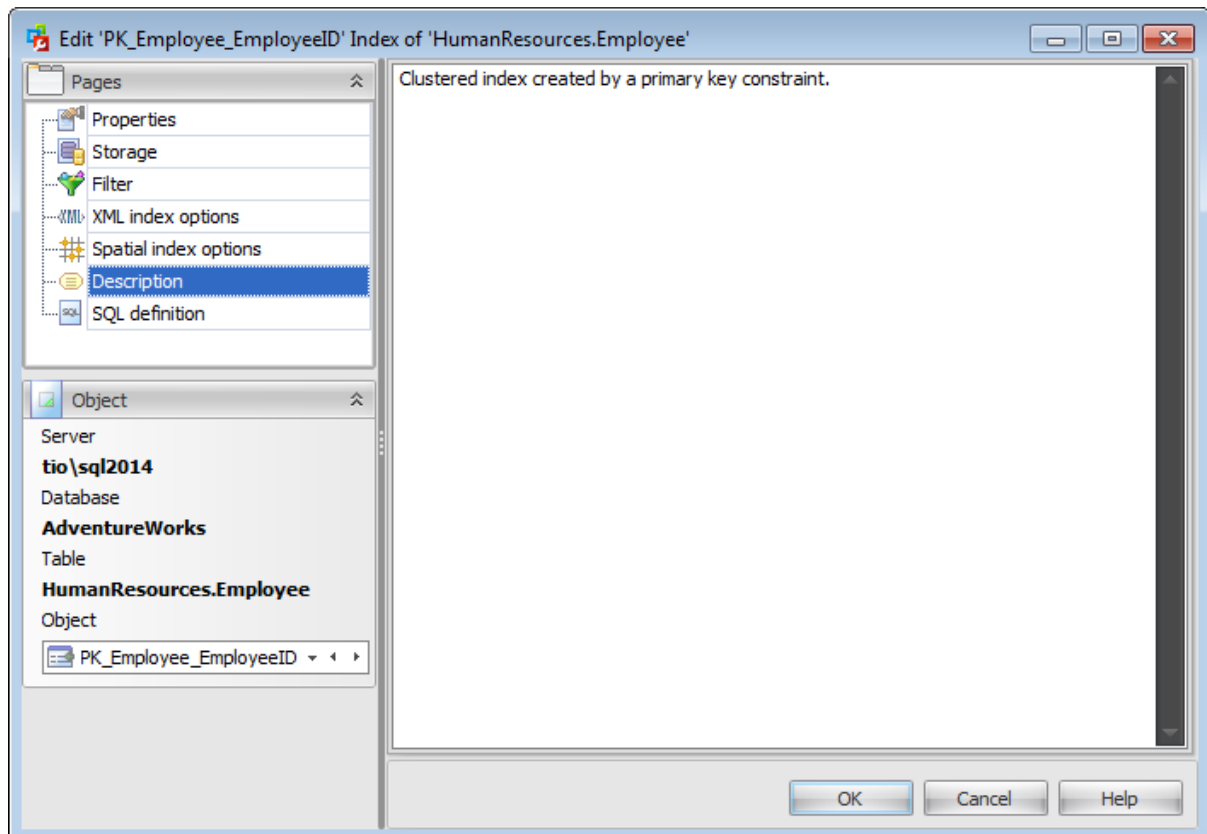 Edit 'PK_Employee_EmployeeID' Index of 'HumanResources.Employee'
Pages
Properties
Storage
Filter
XML XML index options
Spatial index options
Description
SQL SQL definition
Object
Server
tio\sql2014
Database
AdventureWorks
Table
HumanResources.Employee
Object
PK_Employee_EmployeeID
Clustered index created by a primary key constraint.
OK Cancel Help